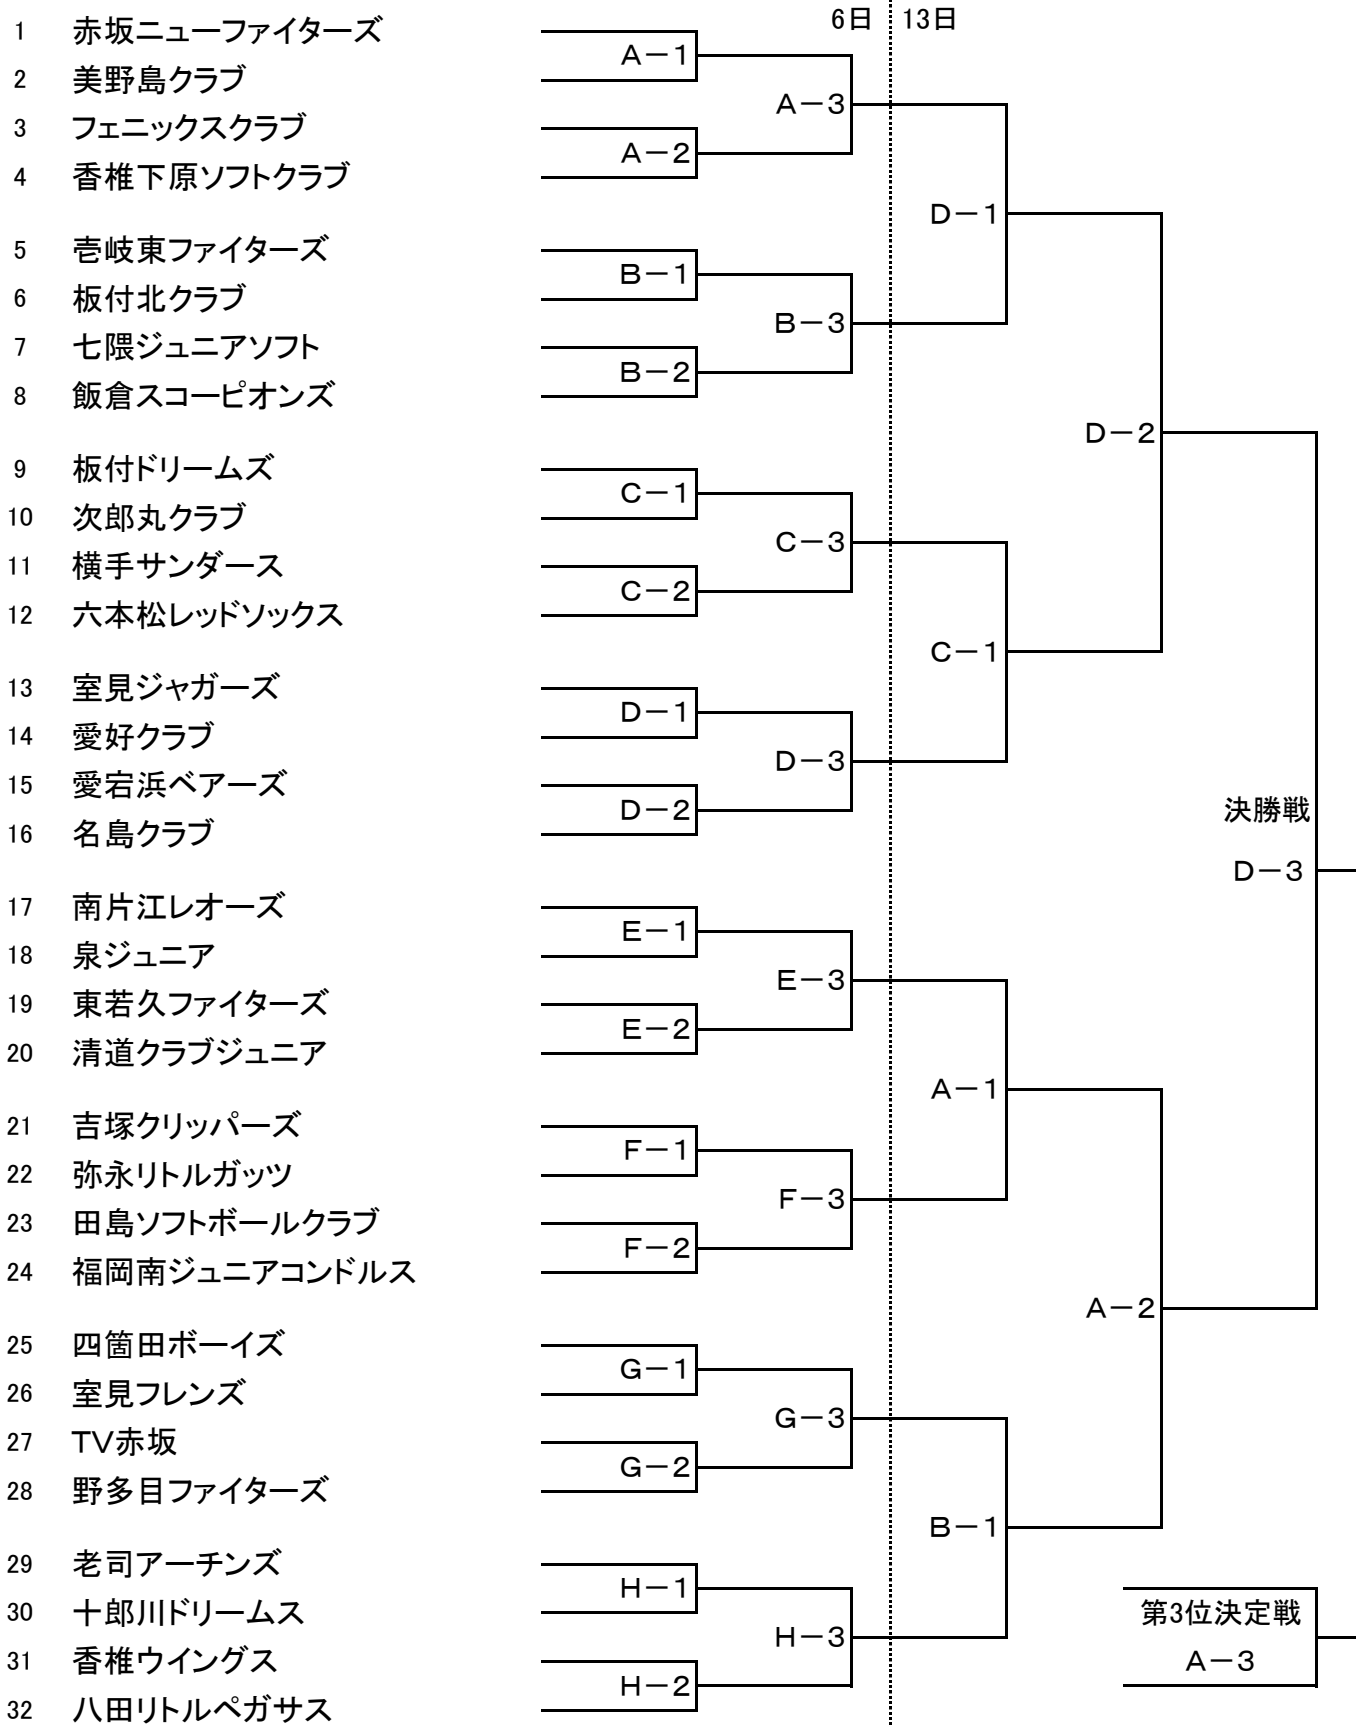 6日 13日
1 赤坂ニューファイターズ
A－1
2 美野島クラブ
A－3
3 フェニックスクラブ
A－2
4 香椎下原ソフトクラブ
D－1
5 壱岐東ファイターズ
B－1
6 板付北クラブ
B－3
7 七隈ジュニアソフト
B－2
8 飯倉スコーピオンズ
D－2
9 板付ドリームズ
C－1
10 次郎丸クラブ
C－3
11 横手サンダース
C－2
12 六本松レッドソックス
C－1
13 室見ジャガーズ
D－1
14 愛好クラブ
D－3
15 愛宕浜ベアーズ
D－2
16 名島クラブ
決勝戦
D－3
17 南片江レオーズ
E－1
18 泉ジュニア
E－3
19 東若久ファイターズ
E－2
20 清道クラブジュニア
A－1
21 吉塚クリッパーズ
F－1
22 弥永リトルガッツ
F－3
23 田島ソフトボールクラブ
F－2
24 福岡南ジュニアコンドルス
A－2
25 四箇田ボーイズ
G－1
26 室見フレンズ
G－3
27 TV赤坂
G－2
28 野多目ファイターズ
B－1
29 老司アーチンズ
H－1
30 十郎川ドリームス
第3位決定戦
H－3
31 香椎ウイングス
A－3
H－2
32 八田リトルペガサス